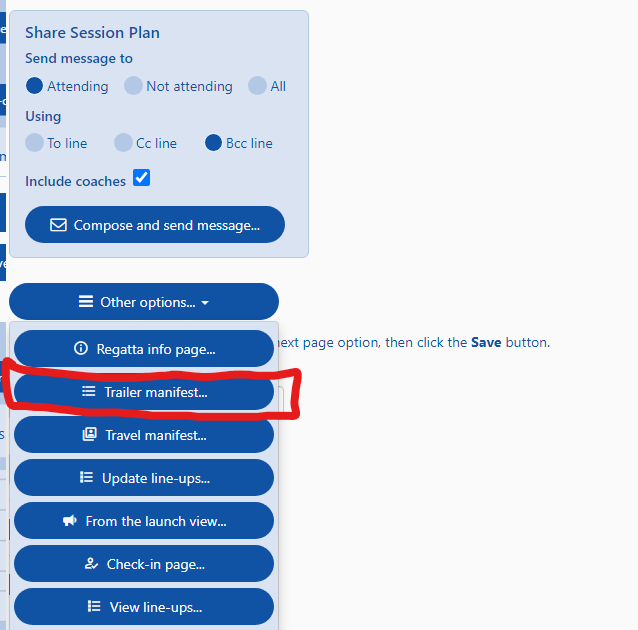 Share Session Plan
Send message to
Attending Not attending All
Using
To line Cc line Bcc line
Include coaches
Compose and send message...
Other options...
Regatta info page...
next page option, then click the Save button.
Trailer manifest...
Travel manifest...
Update line-ups...
From the launch view...
Check-in page...
View line-ups...